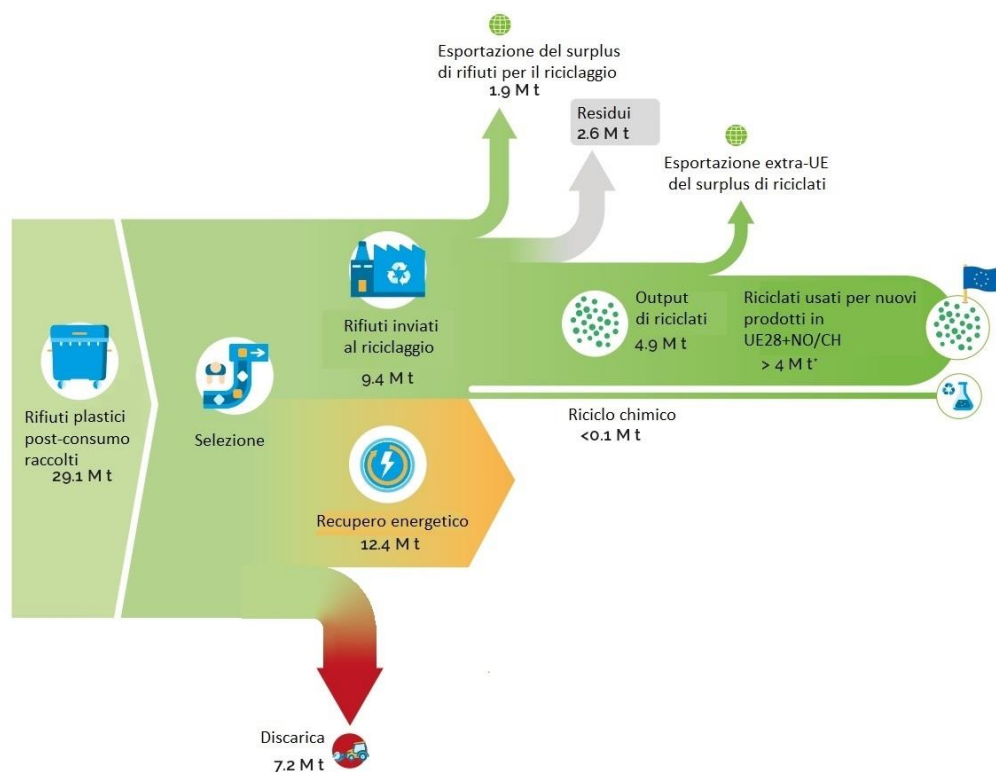 Esportazione del surplus
di rifiuti per il riciclaggio
1.9 M t
Residui
2.6 M t
Esportazione extra-UE
del surplus di riciclati
Rifiuti inviati
al riciclaggio
9.4 M t
Output
di riciclati
4.9 M t
Riciclati usati per nuovi
prodotti in
UE28+NO/CH
> 4 M t*
Rifiuti plastici
post-consumo
raccolti
29.1 M t
Selezione
Riciclo chimico
<0.1 M t
Recupero energetico
12.4 M t
Discarica
7.2 M t